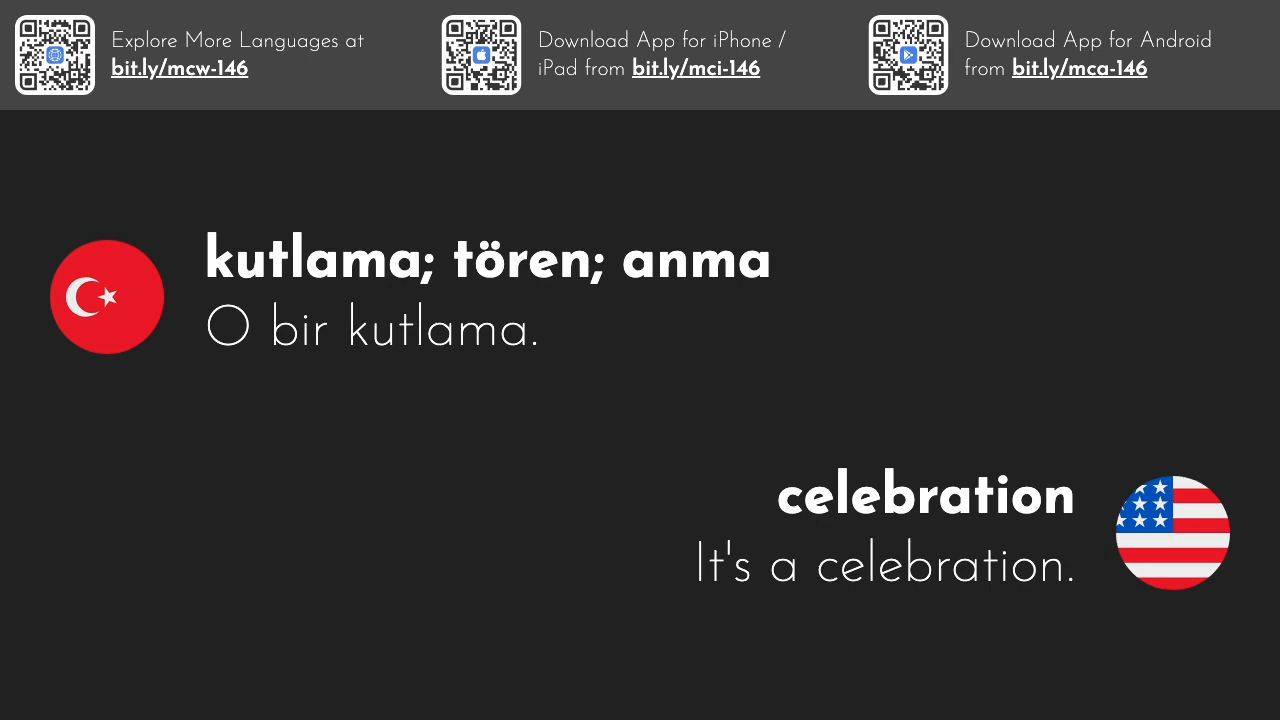 Explore More Languages at
bit.ly/mcw-146
Download App for iPhone /
iPad from bit.ly/mci-146
Download App for Android
from bit.ly/mca-146
kutlama; tören; anma
O bir kutlama.
celebration
It's a celebration.